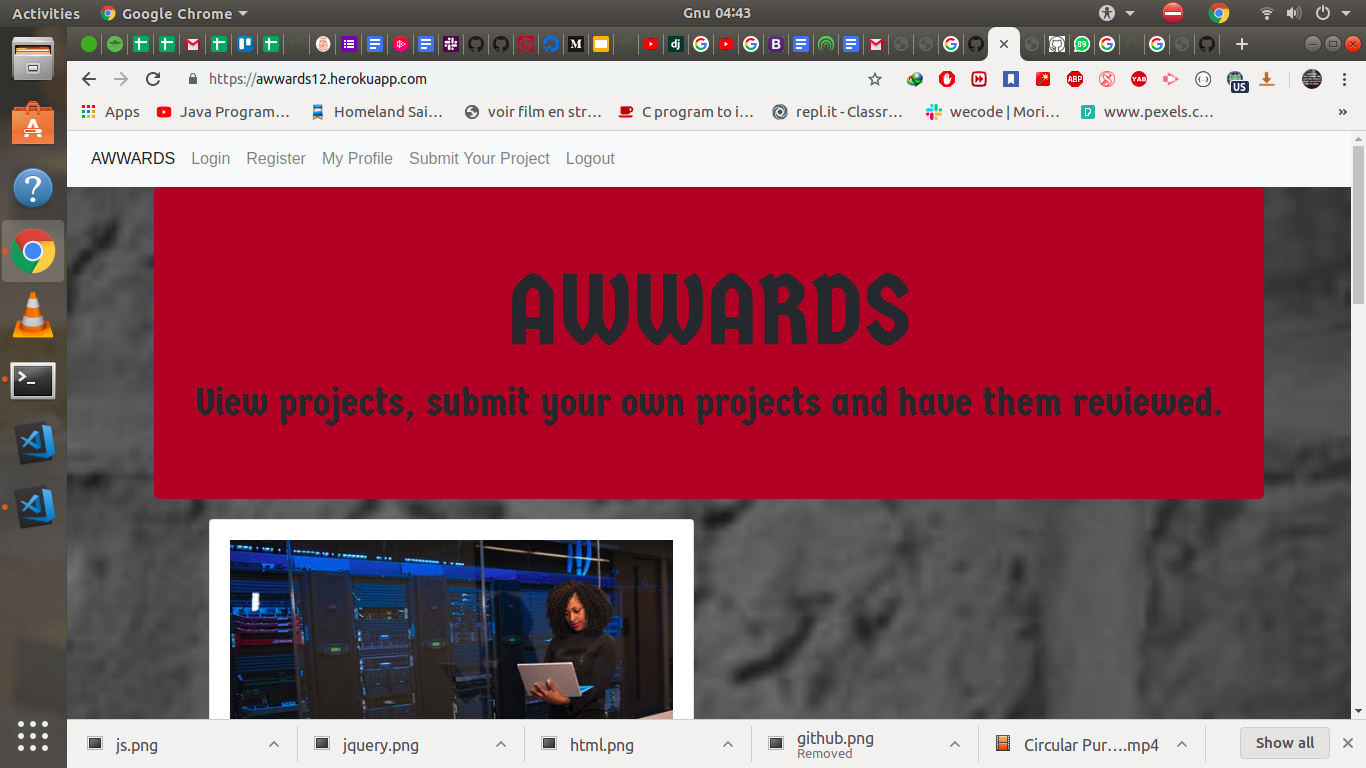 Activities Google Chrome Gnu 04:43
89
https://awwards12.herokuapp.com ABP YAB US
Apps Java Program… Homeland Sai… voir film en str… C program to i… repl.it - Classr… wecode | Mori… www.pexels.c… »
AWWARDS Login Register My Profile Submit Your Project Logout
AWWARDS
View projects, submit your own projects and have them reviewed.
js.png jquery.png html.png github.png Circular Pur….mp4 Show all
Removed